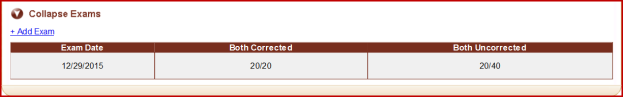 Collapse Exams
+ Add Exam
Exam Date Both Corrected Both Uncorrected
12/29/2015 20/20 20/40